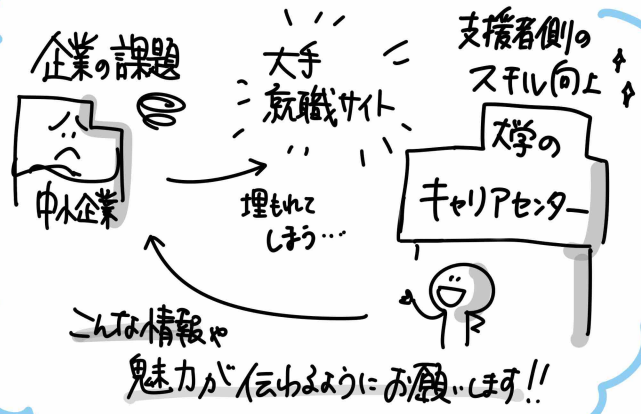 企業の課題
中小企業
大手
就職サイト
埋もれて
しまう…
支援者側の
スキル向上
大学の
キャリアセンター
こんな情報や
魅力が伝わるようにお願いします!!